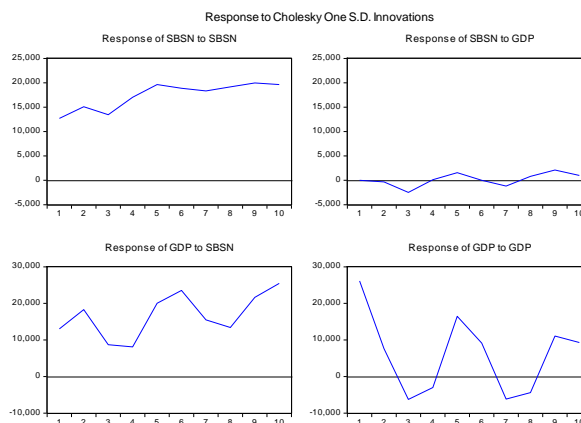 Response to Cholesky One S.D. Innovations
Response of SBSN to SBSN
25,000
20,000
15,000
10,000
5,000
0
-5,000
1 2 3 4 5 6 7 8 9 10
Response of SBSN to GDP
25,000
20,000
15,000
10,000
5,000
0
-5,000
1 2 3 4 5 6 7 8 9 10
Response of GDP to SBSN
30,000
20,000
10,000
0
-10,000
1 2 3 4 5 6 7 8 9 10
Response of GDP to GDP
30,000
20,000
10,000
0
-10,000
1 2 3 4 5 6 7 8 9 10